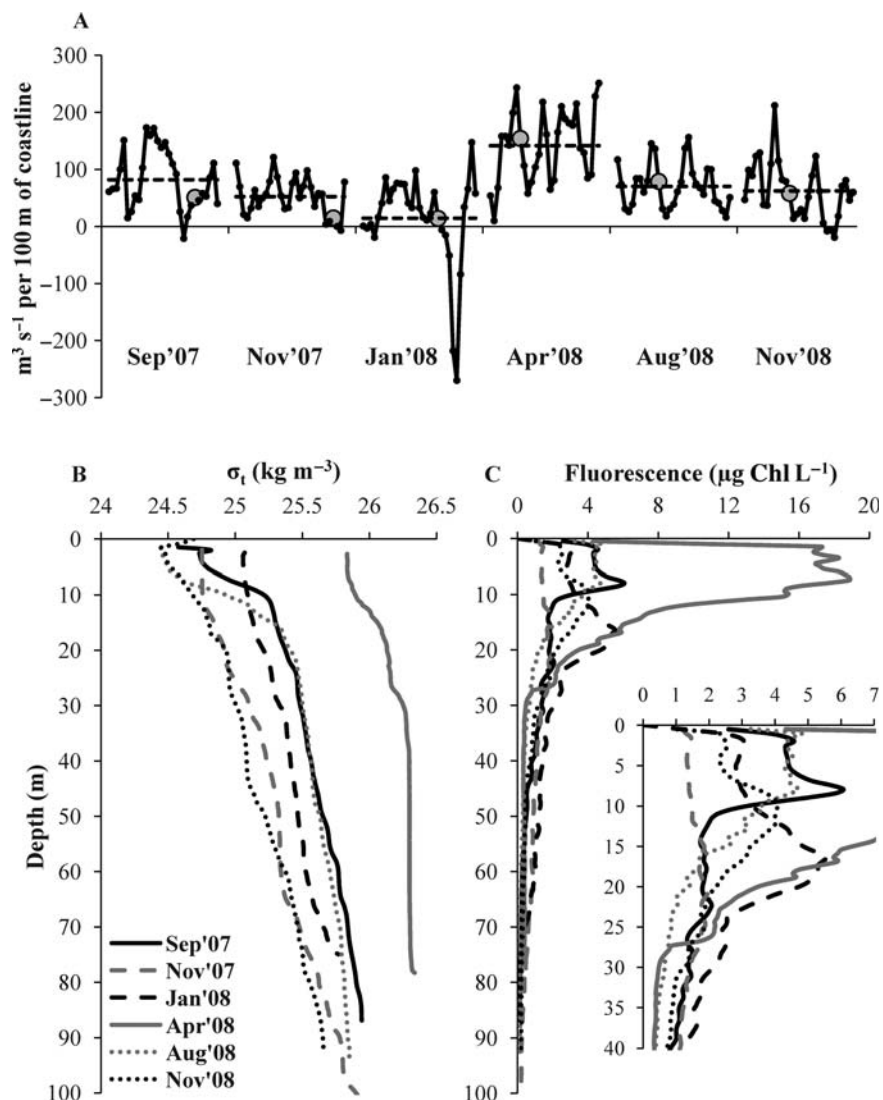 A
m³ s⁻¹ per 100 m of coastline
300
200
100
0
−100
−200
−300
Sep’07
Nov’07
Jan’08
Apr’08
Aug’08
Nov’08
B
σt (kg m⁻³)
24 24.5 25 25.5 26 26.5
Depth (m)
0
10
20
30
40
50
60
70
80
90
100
Sep'07
Nov'07
Jan'08
Apr'08
Aug'08
Nov'08
C
Fluorescence (µg Chl L⁻¹)
0 4 8 12 16 20
0
10
20
30
40
50
60
70
80
90
100
0 1 2 3 4 5 6 7
0
5
10
15
20
25
30
35
40